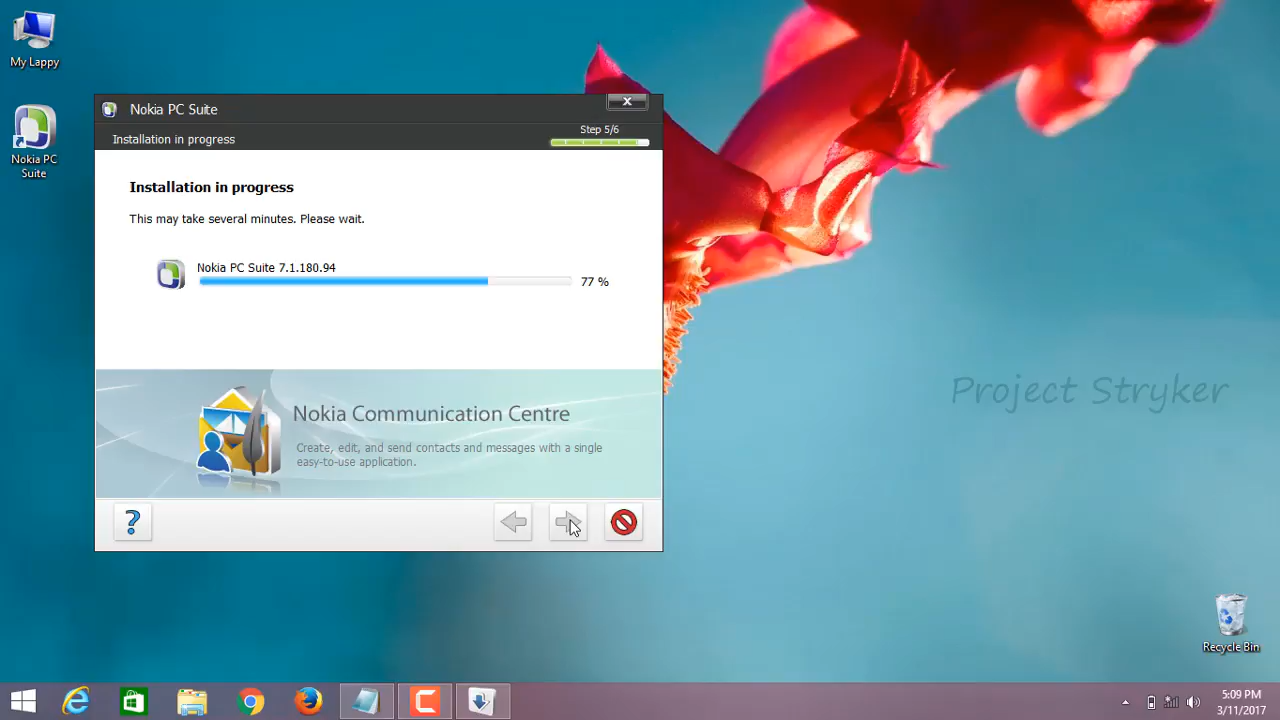 My Lappy
Nokia PC
Suite
Nokia PC Suite
Installation in progress
Step 5/6
Installation in progress
This may take several minutes. Please wait.
Nokia PC Suite 7.1.180.94
77 %
Nokia Communication Centre
Create, edit, and send contacts and messages with a single
easy-to-use application.
Project Stryker
Recycle Bin
5:09 PM
3/11/2017